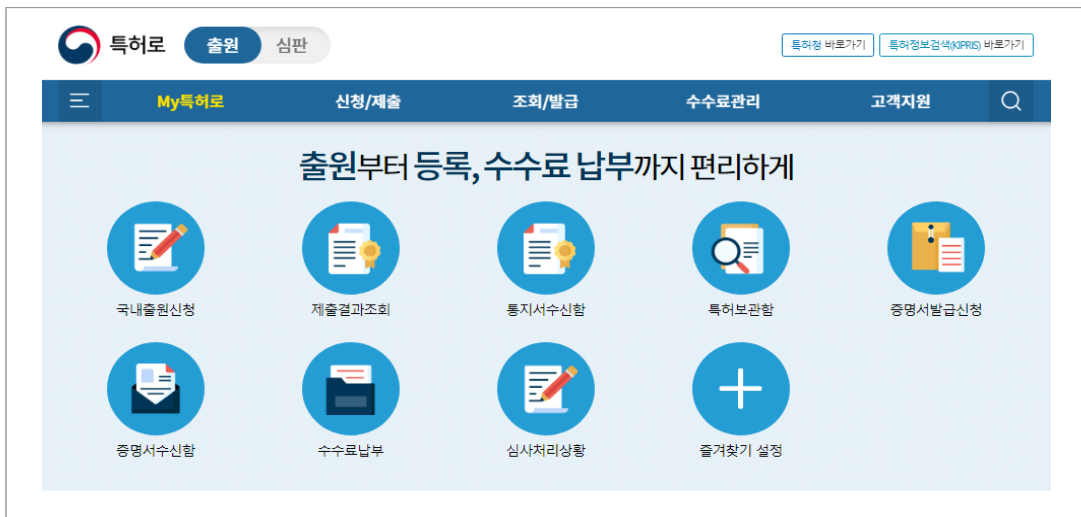 특허로 출원 심판 특허청 바로가기 특허정보검색(KIPRIS) 바로가기
My특허로 신청/제출 조회/발급 수수료관리 고객지원
출원부터 등록, 수수료 납부까지 편리하게
국내출원신청 제출결과조회 통지서수신함 특허보관함 증명서발급신청
증명서수신함 수수료납부 심사처리상황 즐겨찾기 설정